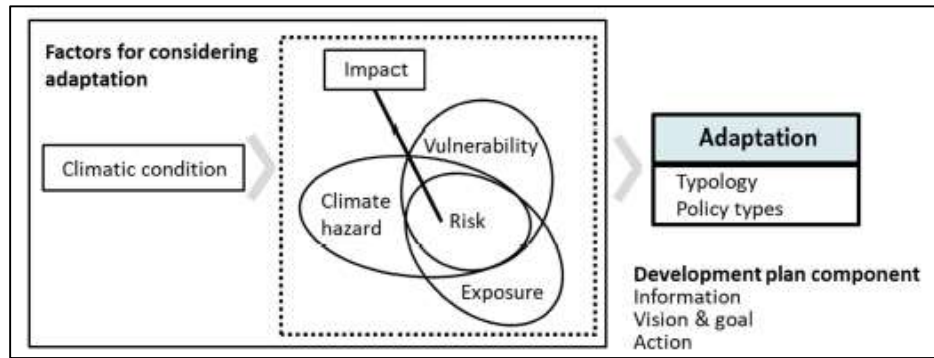 Factors for considering
adaptation
Climatic condition
Impact
Vulnerability
Climate
hazard
Risk
Exposure
Adaptation
Typology
Policy types
Development plan component
Information
Vision & goal
Action